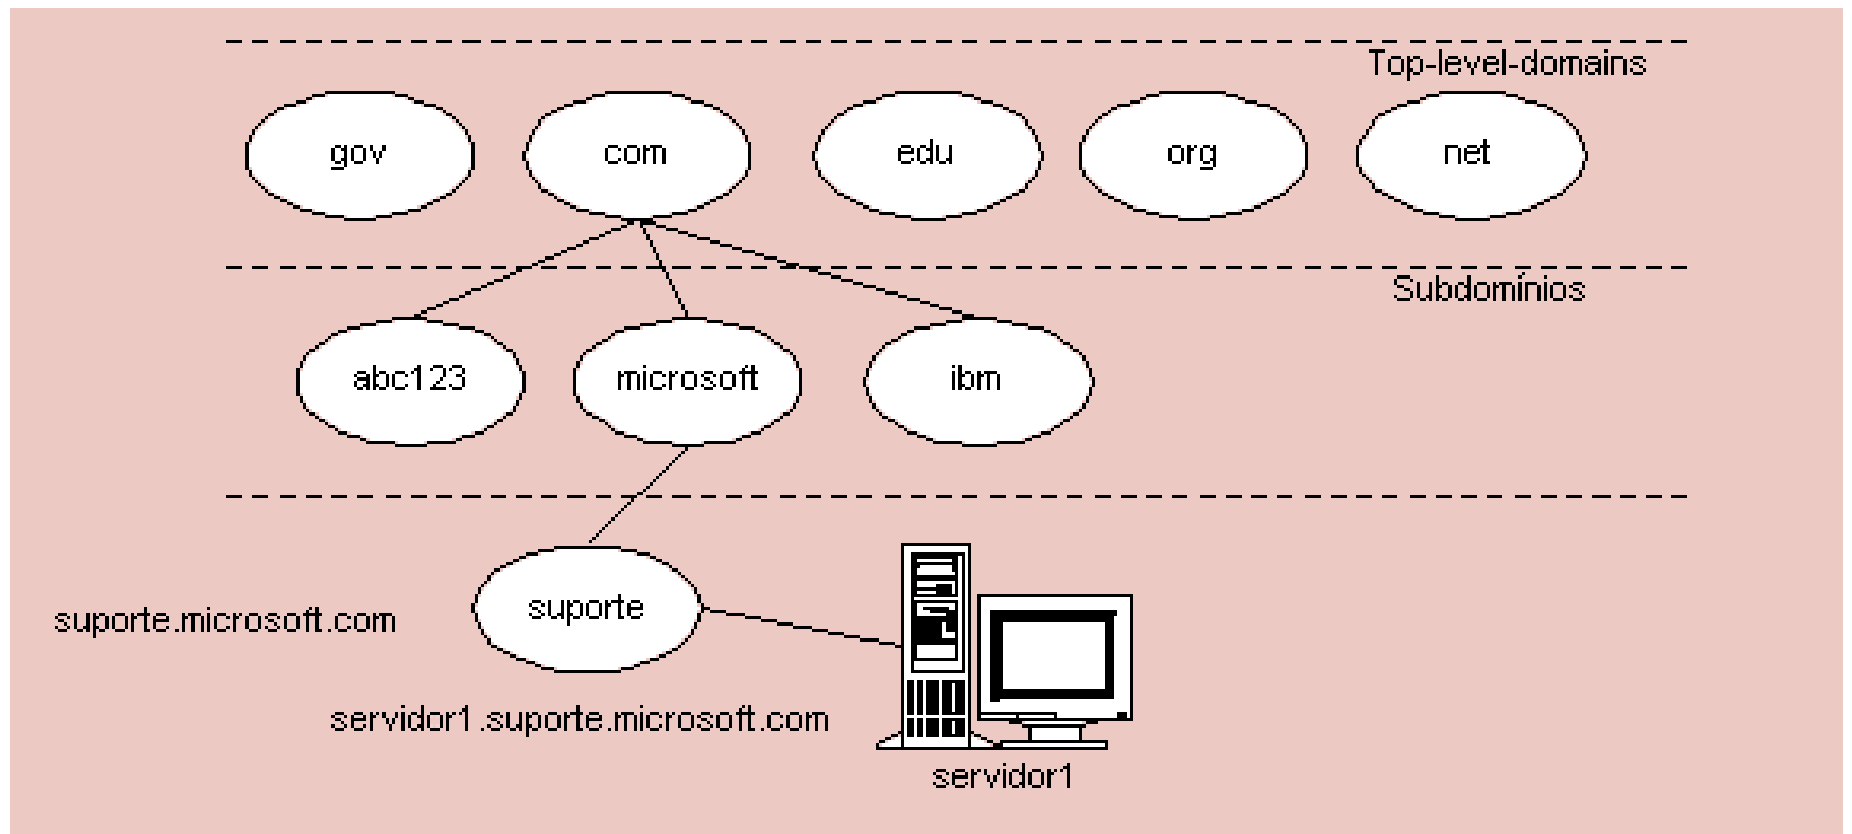 Top-level-domains
gov
com
edu
org
net
Subdomínios
abc123
microsoft
ibm
suporte
suporte.microsoft.com
servidor1.suporte.microsoft.com
servidor1